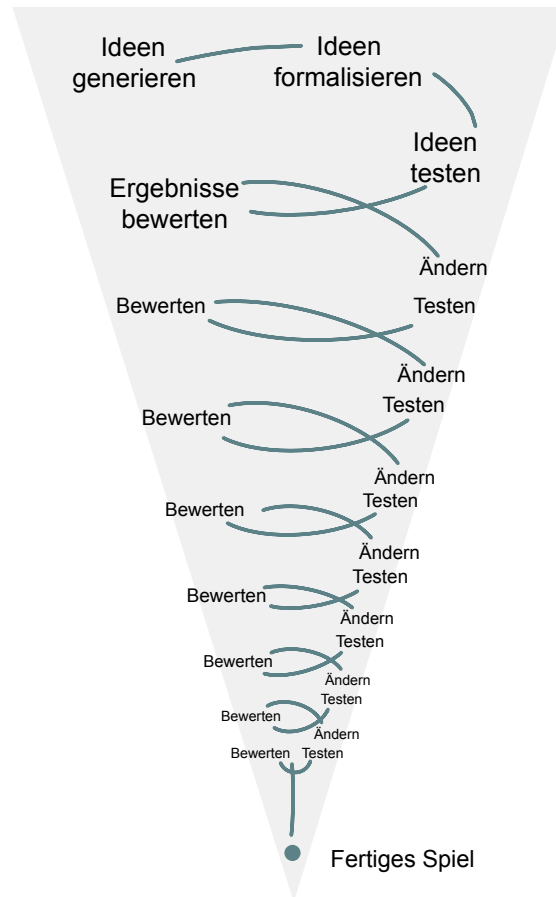 Ideen
generieren
Ideen
formalisieren
Ideen
testen
Ergebnisse
bewerten
Ändern
Bewerten
Testen
Ändern
Bewerten
Testen
Ändern
Bewerten
Testen
Ändern
Bewerten
Testen
Ändern
Bewerten
Testen
Ändern
Bewerten
Testen
Ändern
Bewerten
Testen
Fertiges Spiel